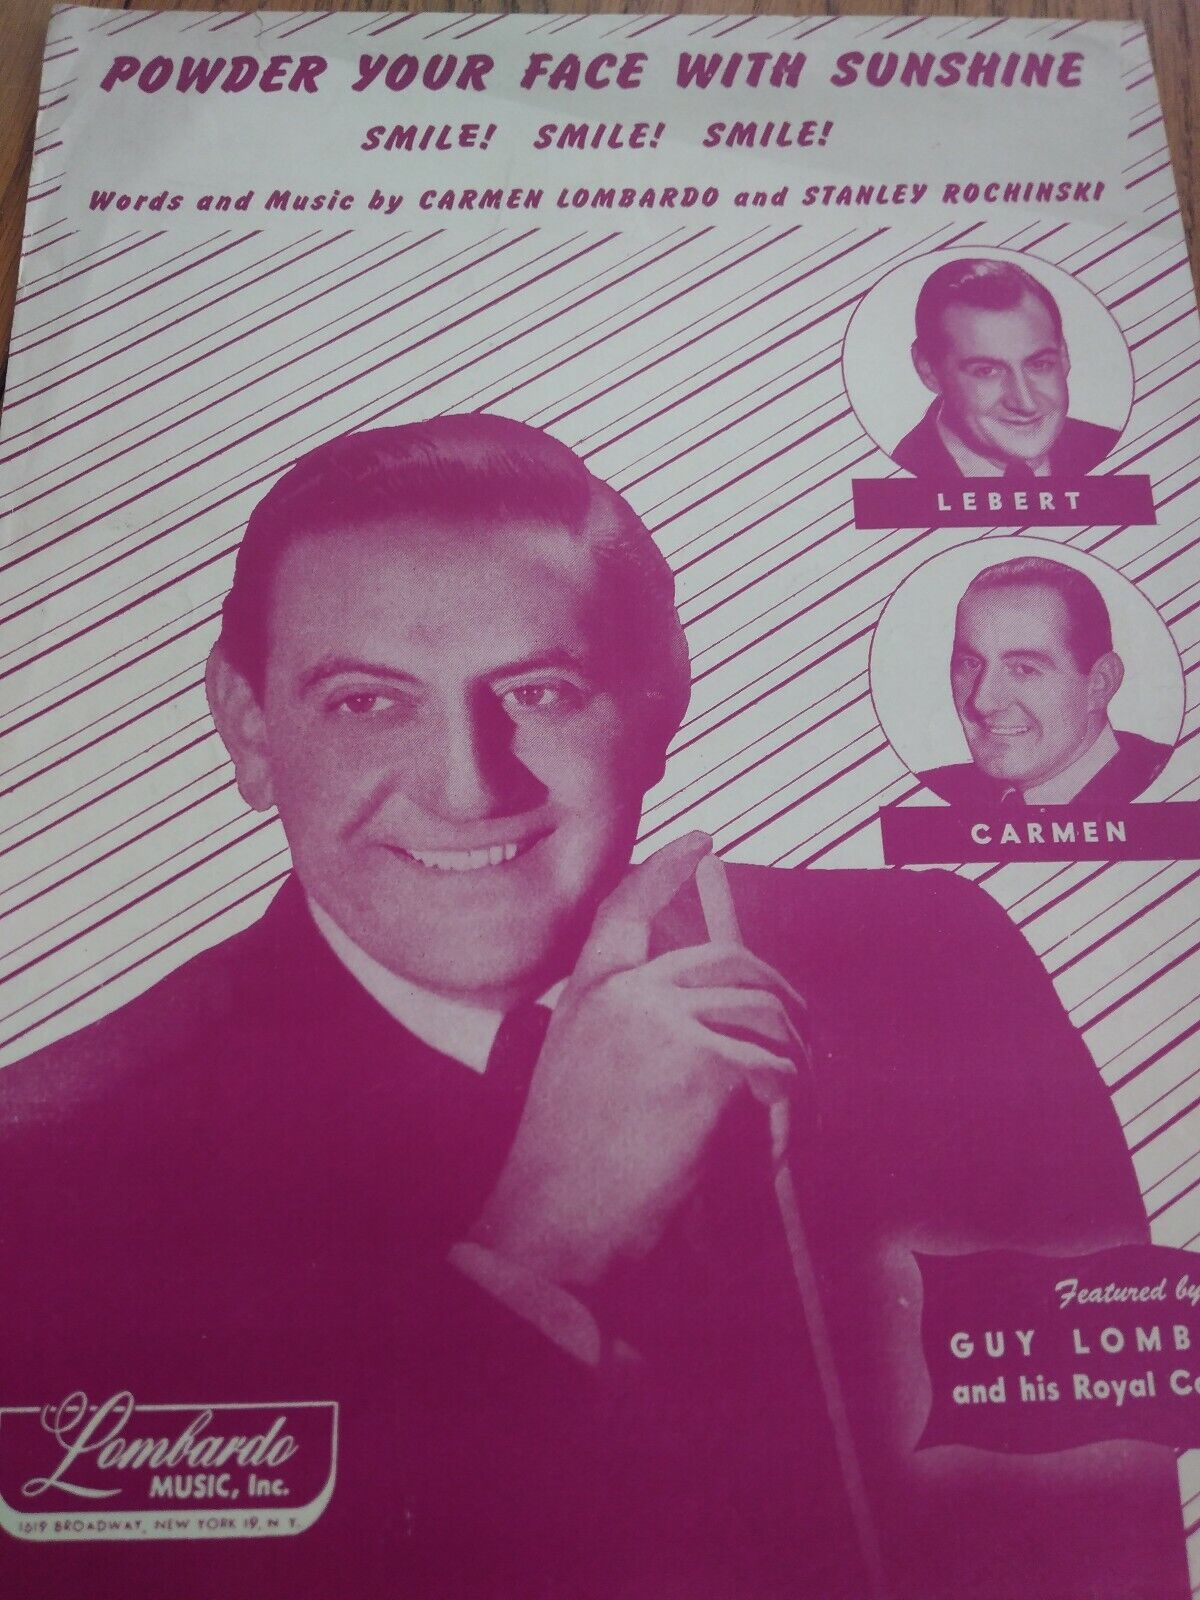 POWDER YOUR FACE WITH SUNSHINE
SMILE! SMILE! SMILE!
Words and Music by CARMEN LOMBARDO and STANLEY ROCHINSKI
LEBERT
CARMEN
Featured by
GUY LOMB
and his Royal Ca
Lombardo
MUSIC, Inc.
1619 BROADWAY, NEW YORK 19, N. Y.